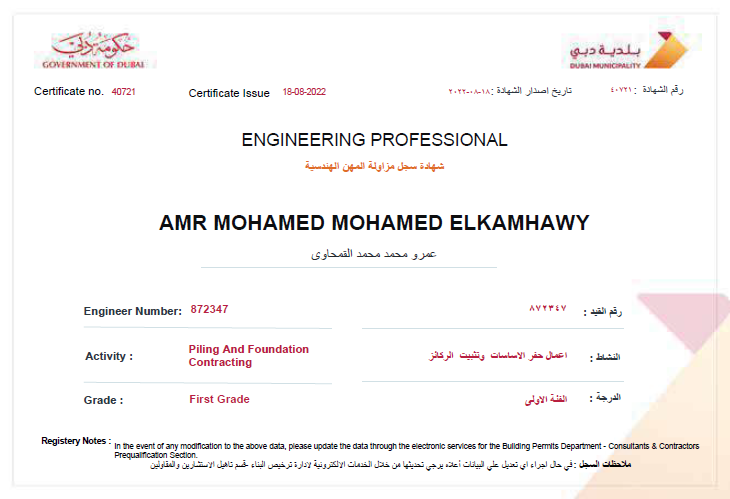 حكومة دبي
GOVERNMENT OF DUBAI
بلدية دبي
DUBAI MUNICIPALITY
Certificate no. 40721
Certificate Issue 18-08-2022
تاريخ اصدار الشهادة :١٨-٠٨-٢٠٢٢
رقم الشهادة : ٤٠٧٢١
ENGINEERING PROFESSIONAL
شهادة سجل مزاولة المهن الهندسية
AMR MOHAMED MOHAMED ELKAMHAWY
عمرو محمد محمد القمحاوى
Engineer Number: 872347
رقم القيد : ٨٧٢٣٤٧
Activity : Piling And Foundation
Contracting
النشاط : اعمال حفر الاساسات وتثبيت الركائز
Grade : First Grade
الدرجة : الفئة الاولى
Registery Notes : In the event of any modification to the above data, please update the data through the electronic services for the Building Permits Department - Consultants & Contractors
Prequalification Section.
ملاحظات السجل : في حال اجراء اي تعديل علي البيانات أعلاه يرجي تحديثها من خلال الخدمات الالكترونية لادارة ترخيص البناء -قسم تاهيل الاستشارين والمقاولين